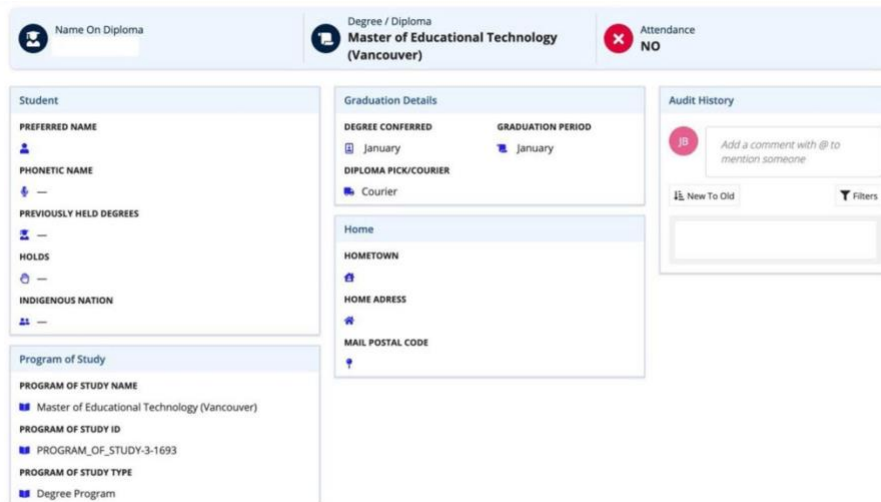 Name On Diploma
Degree / Diploma
Master of Educational Technology
(Vancouver)
Attendance
NO
Student
PREFERRED NAME
PHONETIC NAME
—
PREVIOUSLY HELD DEGREES
—
HOLDS
—
INDIGENOUS NATION
—
Program of Study
PROGRAM OF STUDY NAME
Master of Educational Technology (Vancouver)
PROGRAM OF STUDY ID
PROGRAM_OF_STUDY-3-1693
PROGRAM OF STUDY TYPE
Degree Program
Graduation Details
DEGREE CONFERRED GRADUATION PERIOD
January January
DIPLOMA PICK/COURIER
Courier
Home
HOMETOWN
HOME ADRESS
MAIL POSTAL CODE
Audit History
JB
Add a comment with @ to
mention someone
New To Old Filters